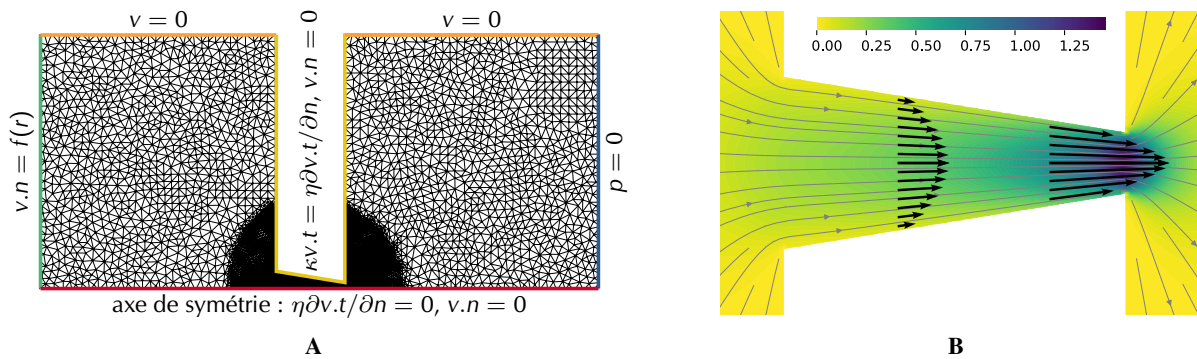 v = 0
v = 0
v.n = f(r)
κv.t = η∂v.t/∂n, v.n = 0
p = 0
axe de symétrie : η∂v.t/∂n = 0, v.n = 0
A
0.00 0.25 0.50 0.75 1.00 1.25
B